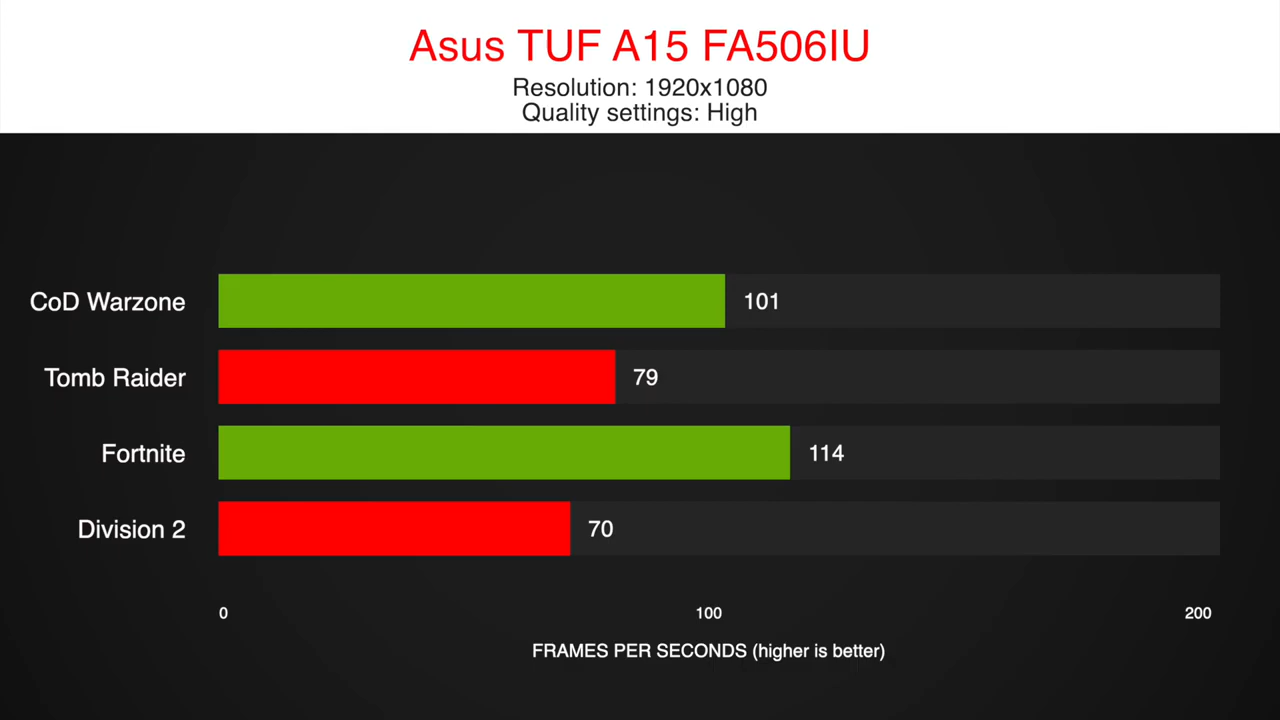 Asus TUF A15 FA506IU
Resolution: 1920x1080
Quality settings: High
CoD Warzone 101
Tomb Raider 79
Fortnite 114
Division 2 70
0 100 200
FRAMES PER SECONDS (higher is better)